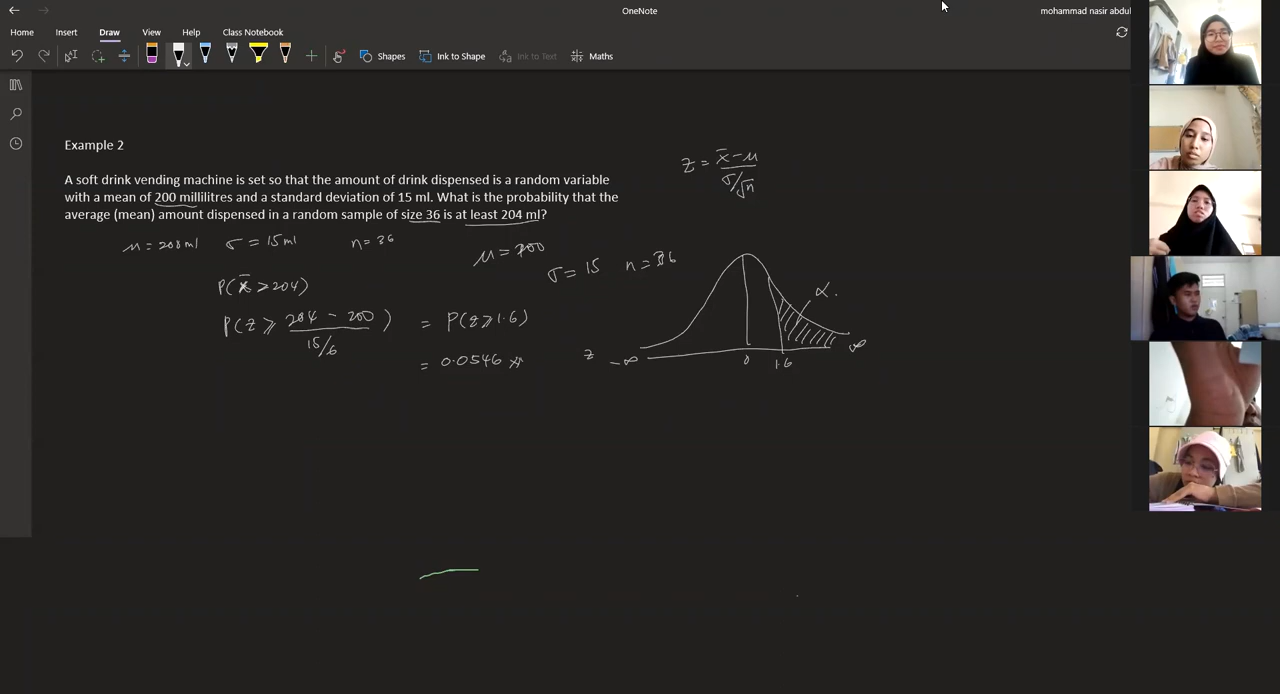 OneNote
mohammad nasir abdul
Home Insert Draw View Help Class Notebook
Shapes Ink to Shape Ink to Text Maths
Example 2
A soft drink vending machine is set so that the amount of drink dispensed is a random variable
with a mean of 200 millilitres and a standard deviation of 15 ml. What is the probability that the
average (mean) amount dispensed in a random sample of size 36 is at least 204 ml?
z = x̄ − μ / σ/√n
μ = 200ml σ = 15ml n = 36
μ = 200
σ = 15 n = 36
P(x̄ ≥ 204)
P(z ≥ 204 − 200 / 15/6) = P(z ≥ 1.6)
= 0.0546
α.
z −∞ 0 1.6 ∞